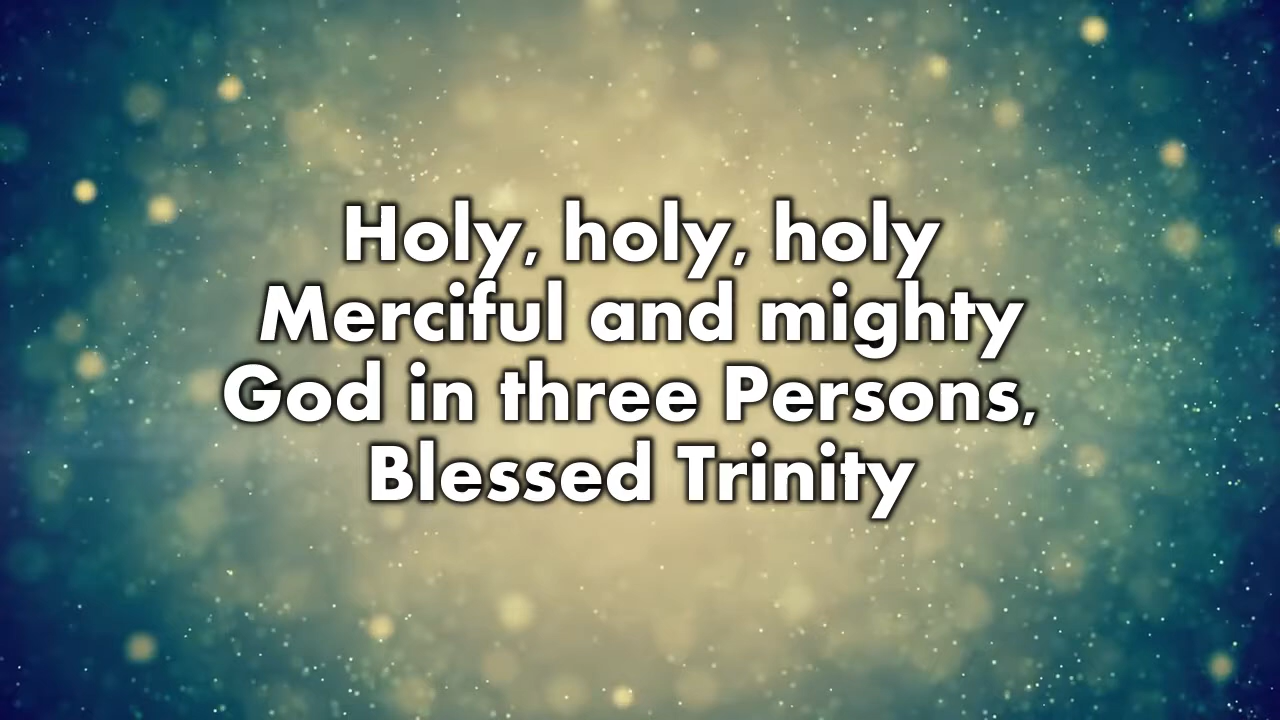 Holy, holy, holy
Merciful and mighty
God in three Persons,
Blessed Trinity